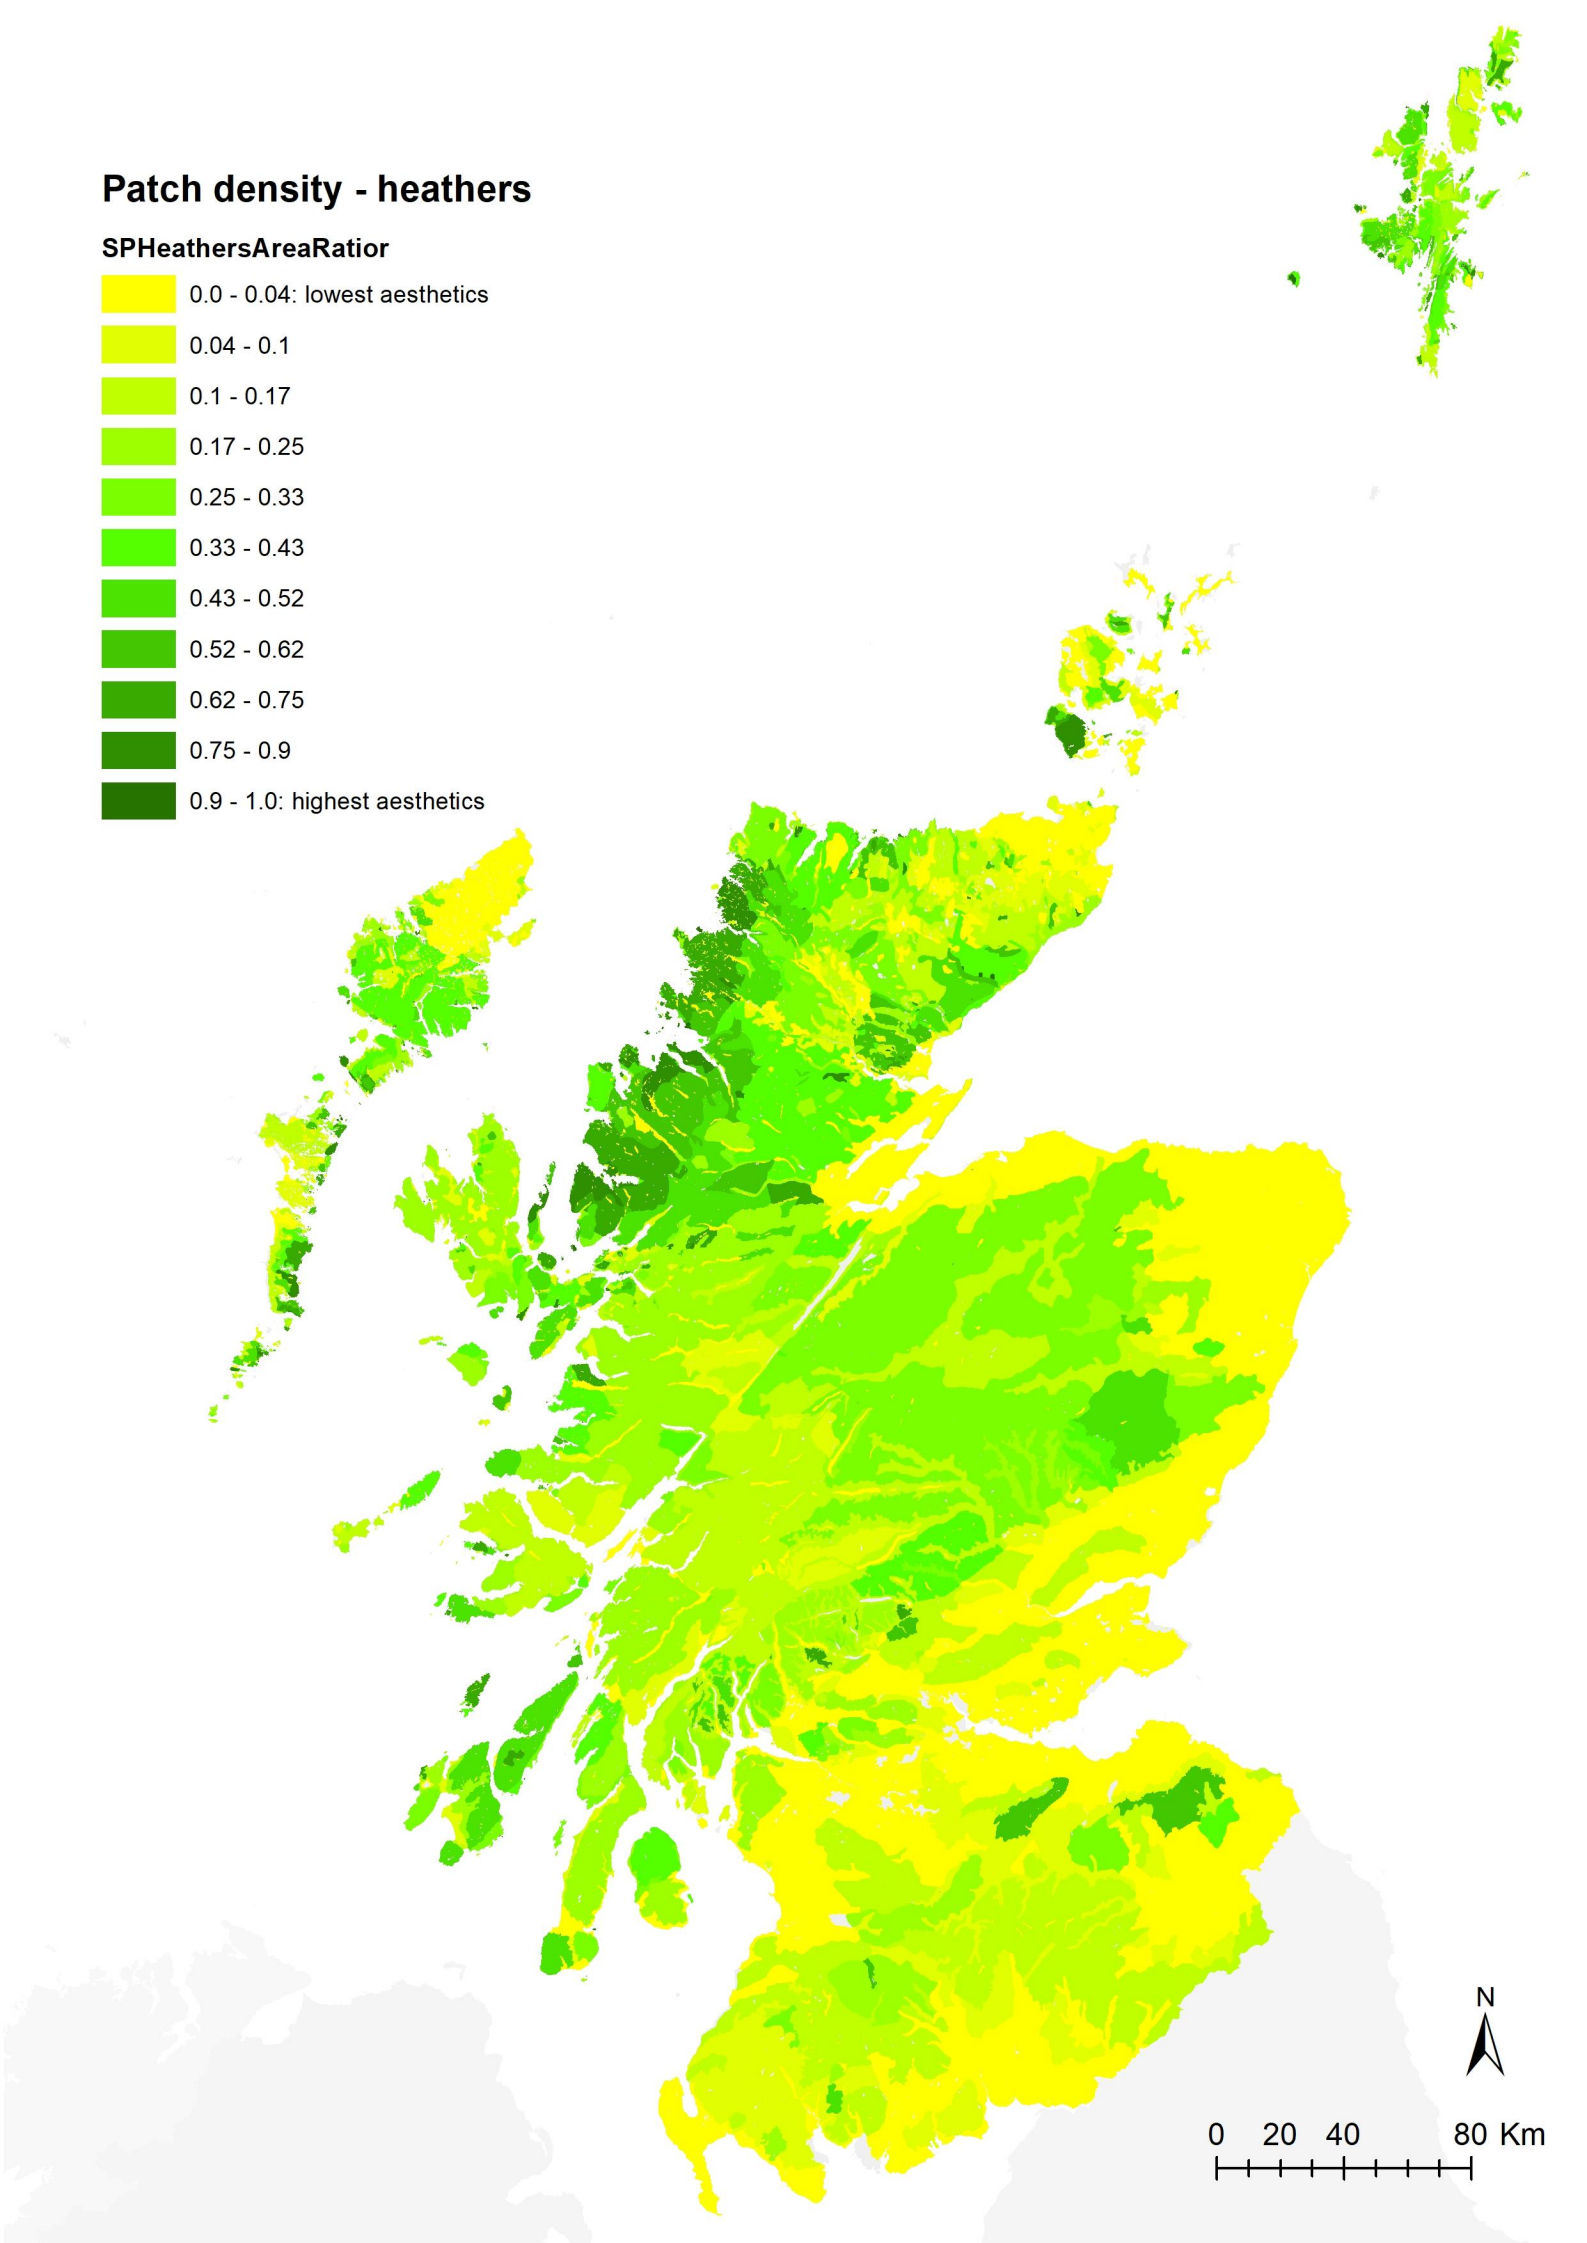 Patch density - heathers
SPHeathersAreaRatior
0.0 - 0.04: lowest aesthetics
0.04 - 0.1
0.1 - 0.17
0.17 - 0.25
0.25 - 0.33
0.33 - 0.43
0.43 - 0.52
0.52 - 0.62
0.62 - 0.75
0.75 - 0.9
0.9 - 1.0: highest aesthetics
N
0 20 40 80 Km